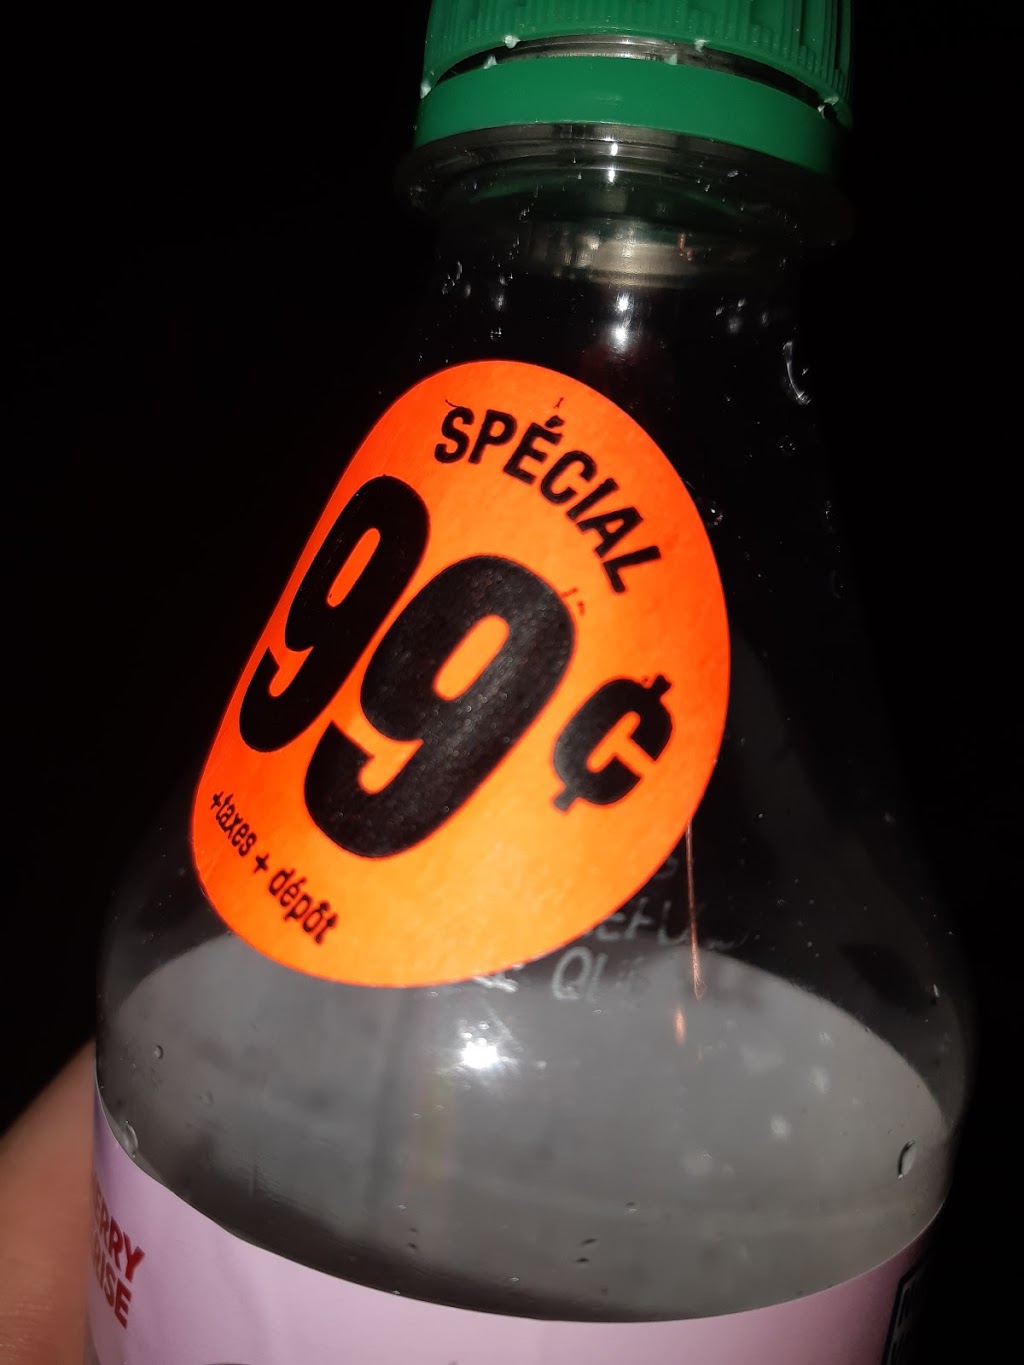 SPÉCIAL
99¢
+taxes + dépôt